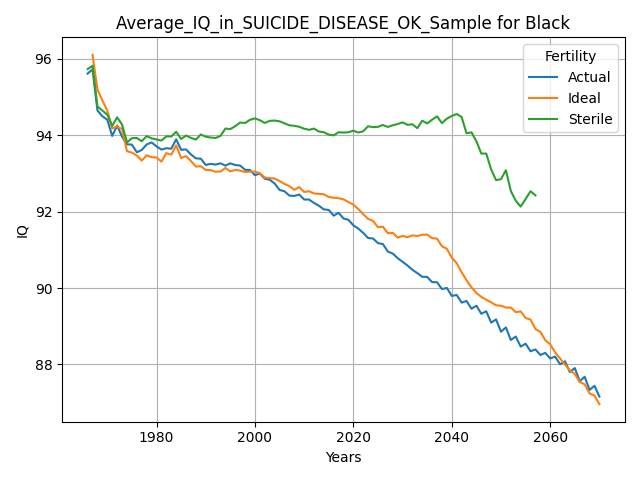 Average_IQ_in_SUICIDE_DISEASE_OK_Sample for Black
Fertility
Actual
Ideal
Sterile
IQ
96
94
92
90
88
1980
2000
2020
2040
2060
Years